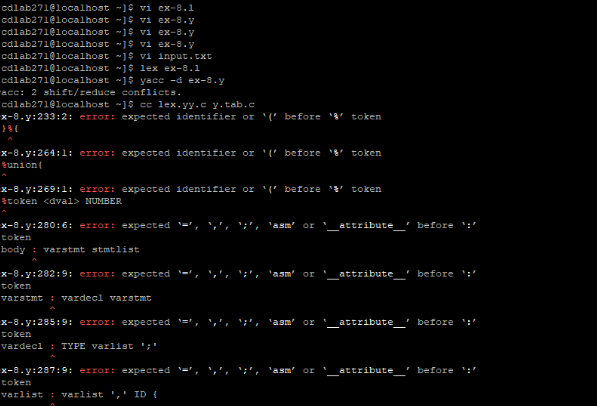 cdlab271@localhost ~]$ vi ex-8.l
cdlab271@localhost ~]$ vi ex-8.y
cdlab271@localhost ~]$ vi ex-8.y
cdlab271@localhost ~]$ vi ex-8.y
cdlab271@localhost ~]$ vi input.txt
cdlab271@localhost ~]$ lex ex-8.l
cdlab271@localhost ~]$ yacc -d ex-8.y
acc: 2 shift/reduce conflicts.
cdlab271@localhost ~]$ cc lex.yy.c y.tab.c
x-8.y:233:2: error: expected identifier or ‘(’ before ‘%’ token
}%{
^
x-8.y:264:1: error: expected identifier or ‘(’ before ‘%’ token
%union{
^
x-8.y:269:1: error: expected identifier or ‘(’ before ‘%’ token
%token <dval> NUMBER
^
x-8.y:280:6: error: expected ‘=’, ‘,’, ‘;’, ‘asm’ or ‘__attribute__’ before ‘:’
token
body : varstmt stmtlist
^
x-8.y:282:9: error: expected ‘=’, ‘,’, ‘;’, ‘asm’ or ‘__attribute__’ before ‘:’
token
varstmt : vardecl varstmt
^
x-8.y:285:9: error: expected ‘=’, ‘,’, ‘;’, ‘asm’ or ‘__attribute__’ before ‘:’
token
vardecl : TYPE varlist ';'
^
x-8.y:287:9: error: expected ‘=’, ‘,’, ‘;’, ‘asm’ or ‘__attribute__’ before ‘:’
token
varlist : varlist ',' ID {
^